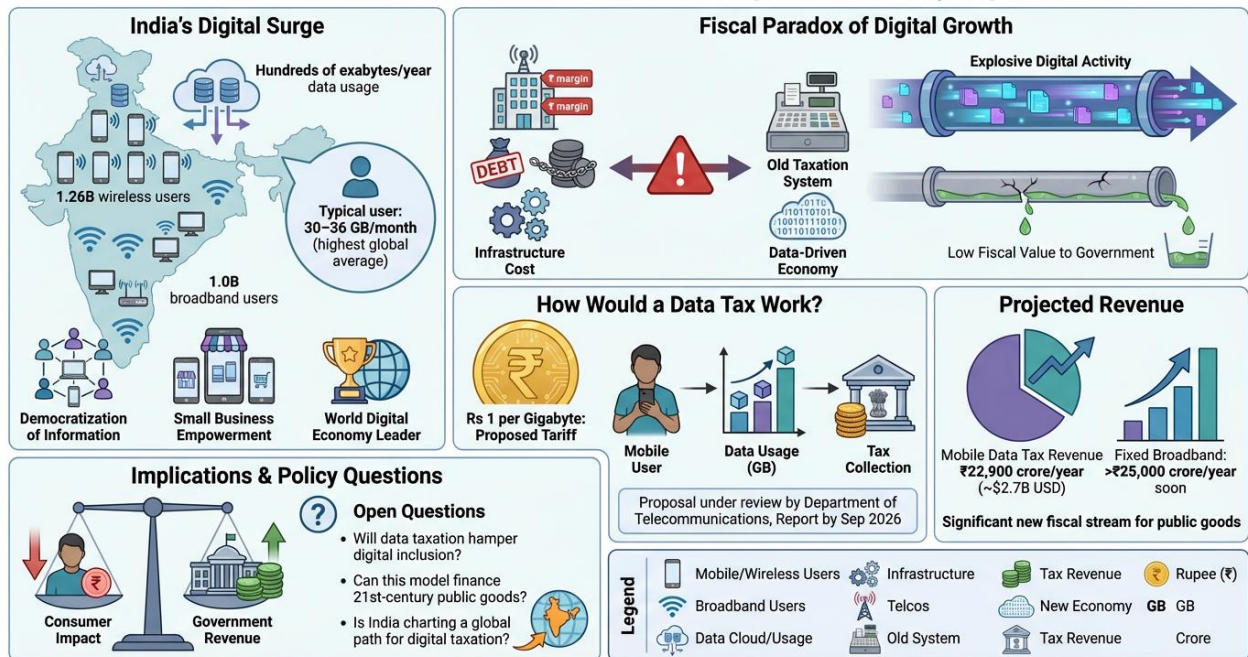 India's Digital Surge
Hundreds of exabytes/year
data usage
1.26B wireless users
Typical user:
30–36 GB/month
(highest global
average)
1.0B
broadband users
Democratization
of Information
Small Business
Empowerment
World Digital
Economy Leader
Fiscal Paradox of Digital Growth
₹ margin
₹ margin
DEBT
Infrastructure
Cost
Old Taxation
System
Data-Driven
Economy
Explosive Digital Activity
Low Fiscal Value to Government
How Would a Data Tax Work?
₹
Rs 1 per Gigabyte:
Proposed Tariff
Mobile
User
Data Usage
(GB)
Tax
Collection
Proposal under review by Department of
Telecommunications, Report by Sep 2026
Projected Revenue
Mobile Data Tax Revenue
₹22,900 crore/year
(~$2.7B USD)
Fixed Broadband:
>₹25,000 crore/year
soon
Significant new fiscal stream for public goods
Implications & Policy Questions
₹
Consumer
Impact
Government
Revenue
?
Open Questions
• Will data taxation hamper
digital inclusion?
• Can this model finance
21st-century public goods?
• Is India charting a global
path for digital taxation?
Legend
Mobile/Wireless Users
Infrastructure
Tax Revenue
₹ Rupee (₹)
Broadband Users
Telcos
New Economy
GB GB
Data Cloud/Usage
Old System
Tax Revenue
Crore